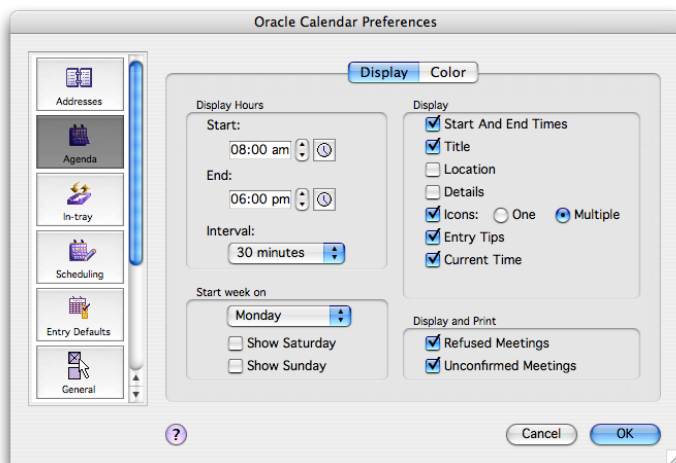 Oracle Calendar Preferences
Addresses
Agenda
In-tray
Scheduling
Entry Defaults
General
Display Color
Display Hours
Start:
08:00 am
End:
06:00 pm
Interval:
30 minutes
Start week on
Monday
Show Saturday
Show Sunday
Display
Start And End Times
Title
Location
Details
Icons: One Multiple
Entry Tips
Current Time
Display and Print
Refused Meetings
Unconfirmed Meetings
?
Cancel OK